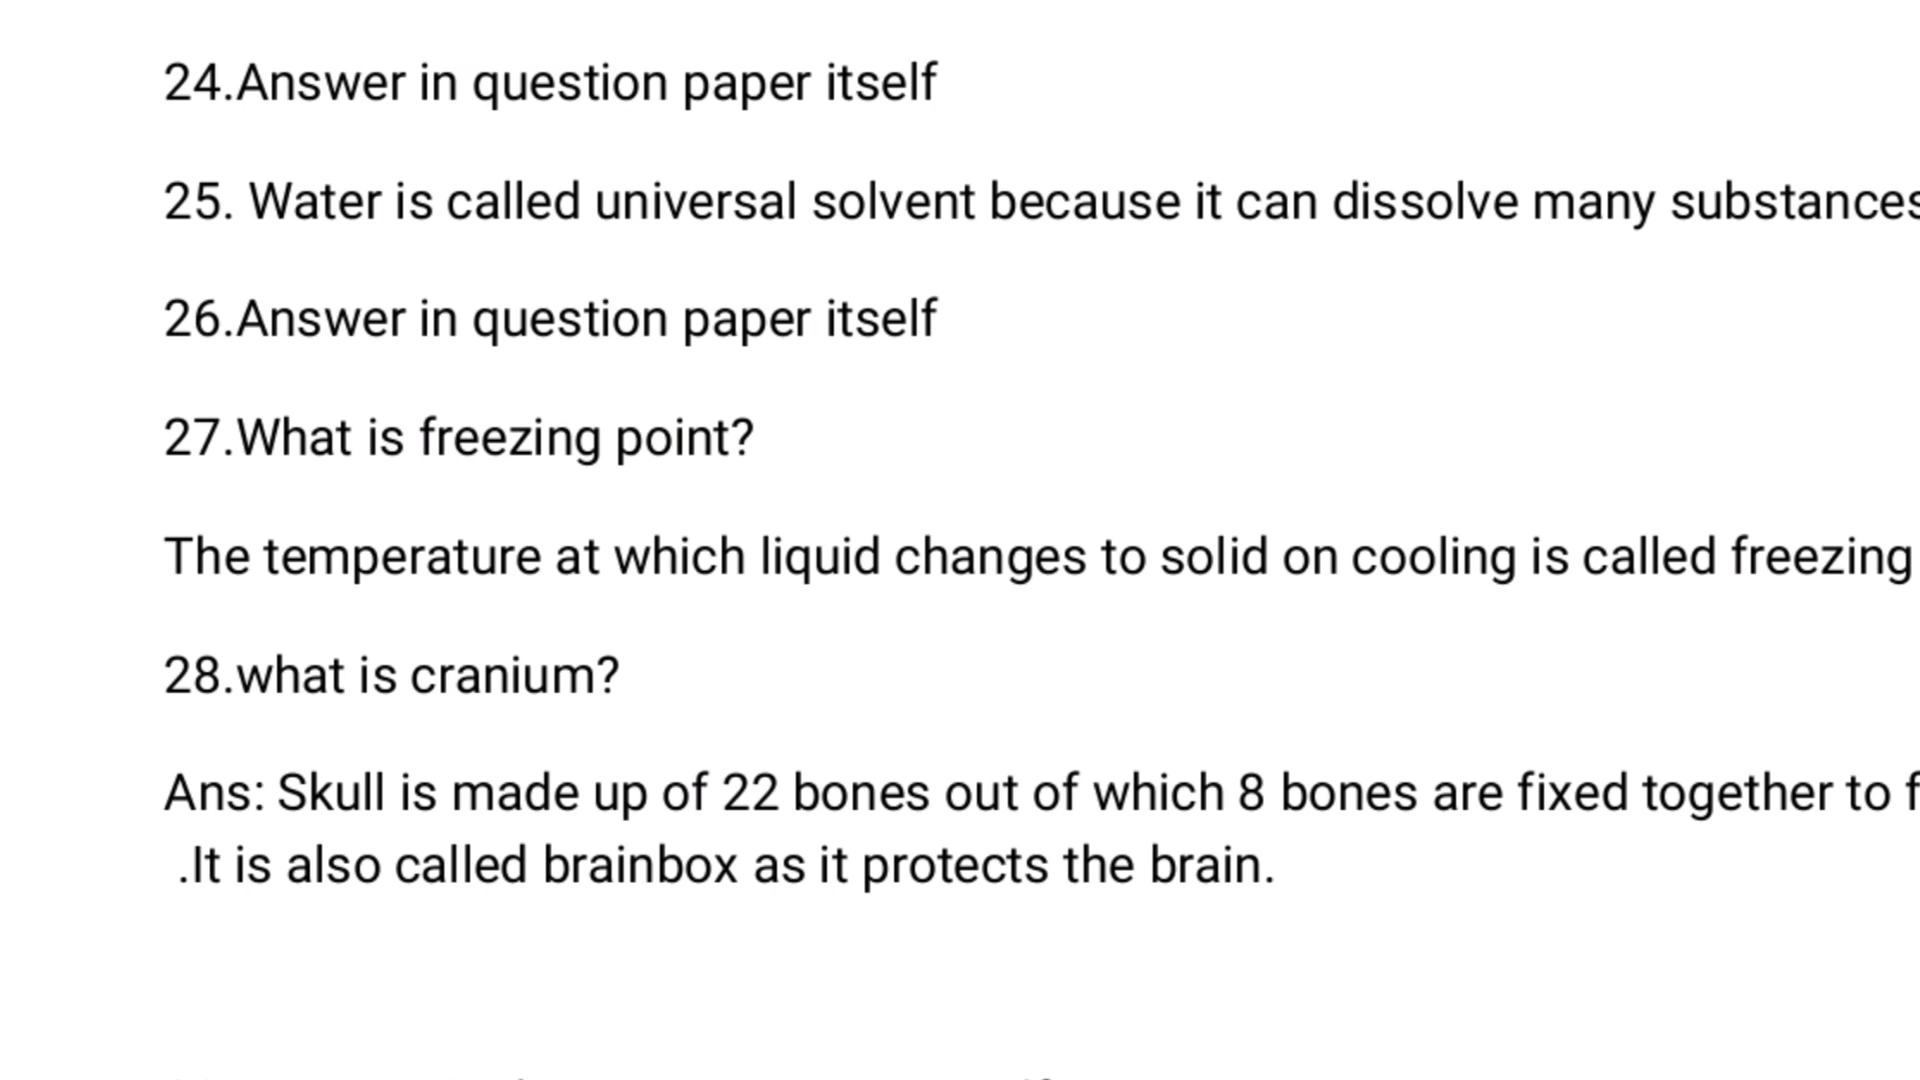 24.Answer in question paper itself
25. Water is called universal solvent because it can dissolve many substances
26.Answer in question paper itself
27.What is freezing point?
The temperature at which liquid changes to solid on cooling is called freezing
28.what is cranium?
Ans: Skull is made up of 22 bones out of which 8 bones are fixed together to
.It is also called brainbox as it protects the brain.